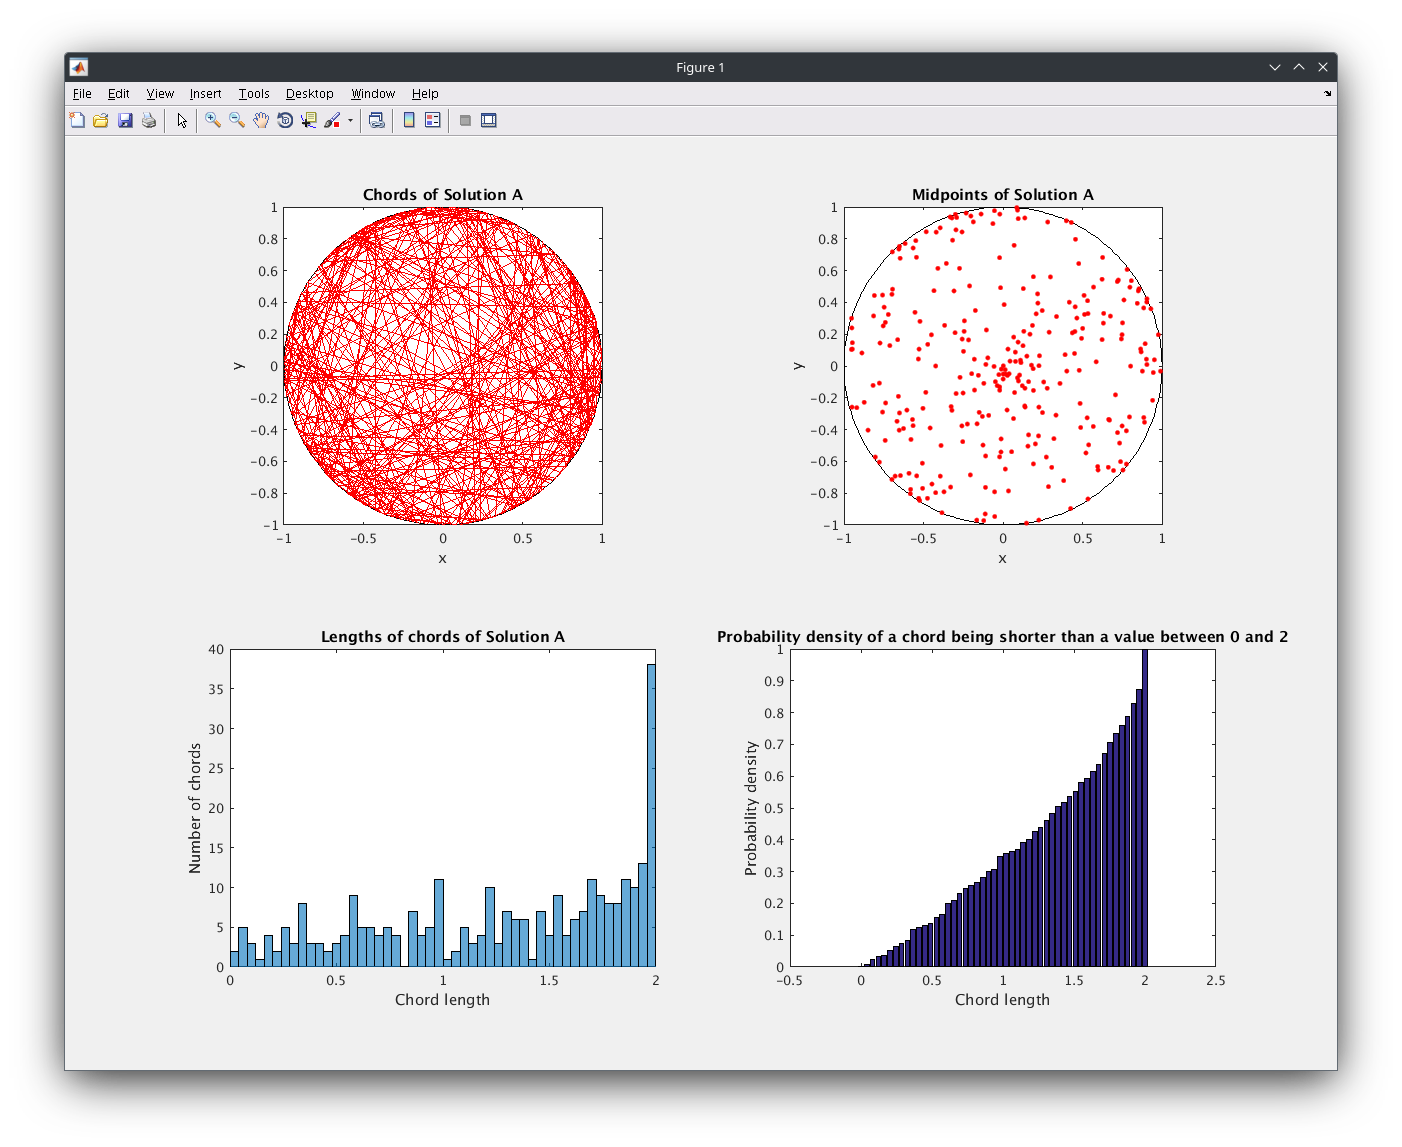 Figure 1
File Edit View Insert Tools Desktop Window Help
Chords of Solution A
1
0.8
0.6
0.4
0.2
0
-0.2
-0.4
-0.6
-0.8
-1
y
-1 -0.5 0 0.5 1
x
Midpoints of Solution A
1
0.8
0.6
0.4
0.2
0
-0.2
-0.4
-0.6
-0.8
-1
y
-1 -0.5 0 0.5 1
x
Lengths of chords of Solution A
40
35
30
25
20
15
10
5
0
Number of chords
0 0.5 1 1.5 2
Chord length
Probability density of a chord being shorter than a value between 0 and 2
1
0.9
0.8
0.7
0.6
0.5
0.4
0.3
0.2
0.1
0
Probability density
-0.5 0 0.5 1 1.5 2 2.5
Chord length